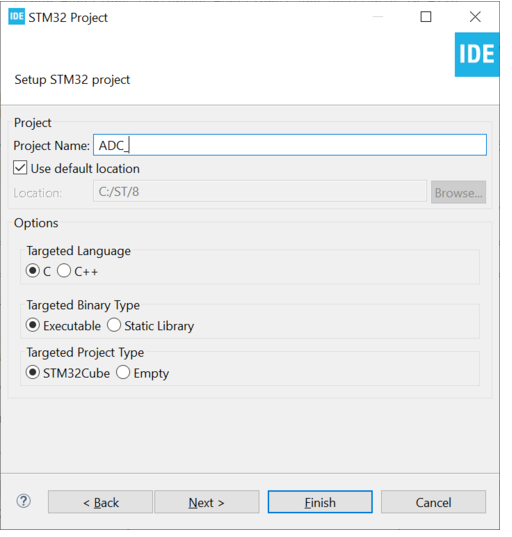 IDE STM32 Project
IDE
Setup STM32 project
Project
Project Name: ADC_
Use default location
Location: C:/ST/8 Browse...
Options
Targeted Language
C C++
Targeted Binary Type
Executable Static Library
Targeted Project Type
STM32Cube Empty
? < Back Next > Finish Cancel